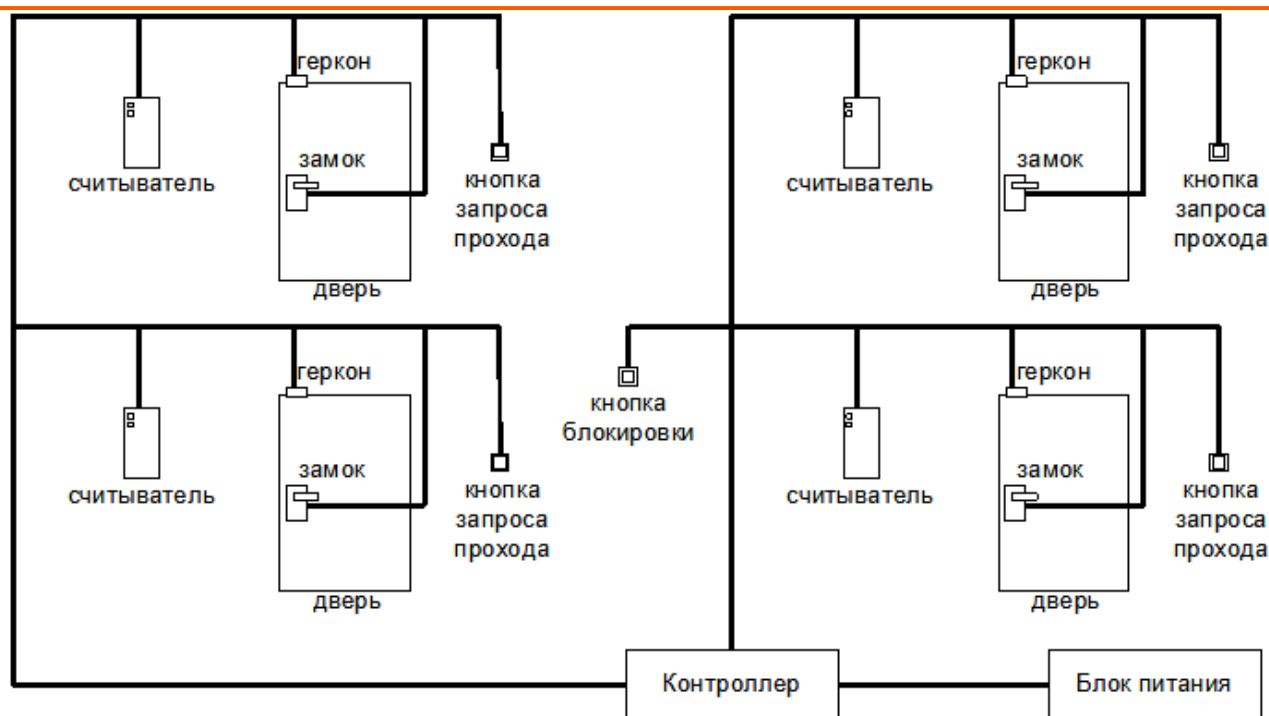 геркон
замок
считыватель
кнопка
запроса
прохода
дверь
геркон
замок
считыватель
кнопка
запроса
прохода
дверь
геркон
замок
считыватель
кнопка
запроса
прохода
дверь
кнопка
блокировки
геркон
замок
считыватель
кнопка
запроса
прохода
дверь
Контроллер
Блок питания